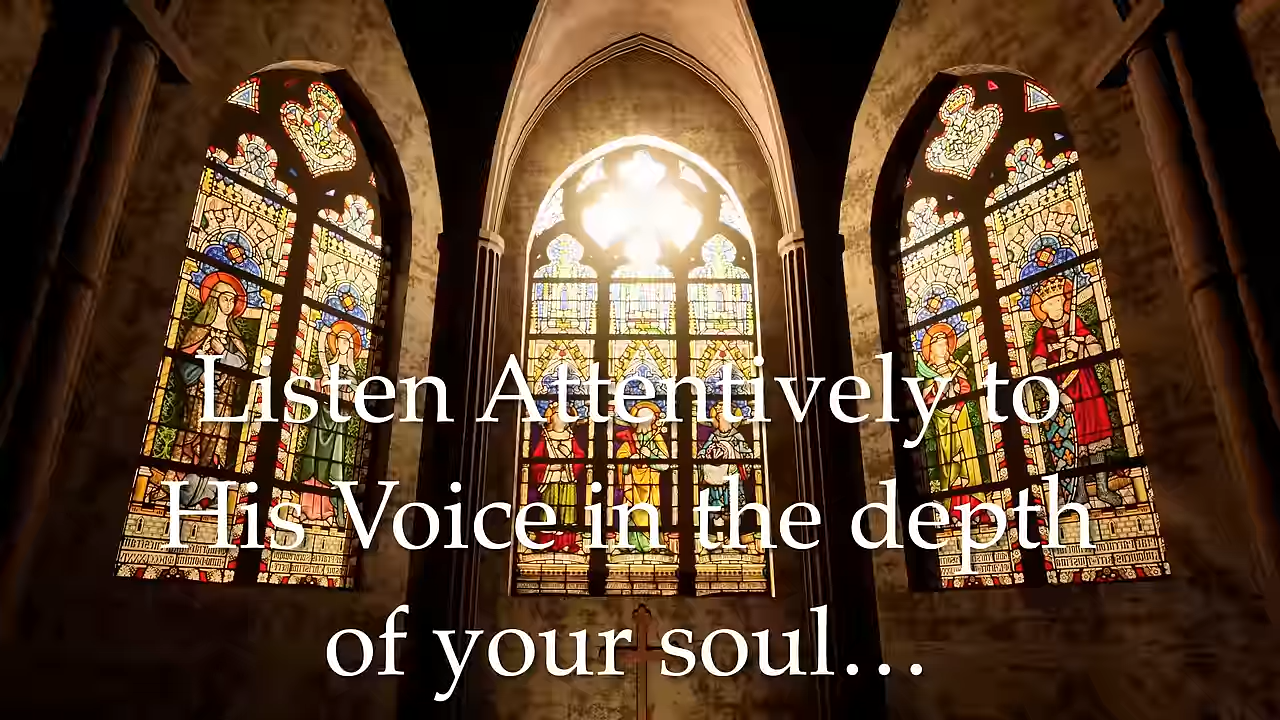 Listen Attentively to
His Voice in the depth
of your soul…